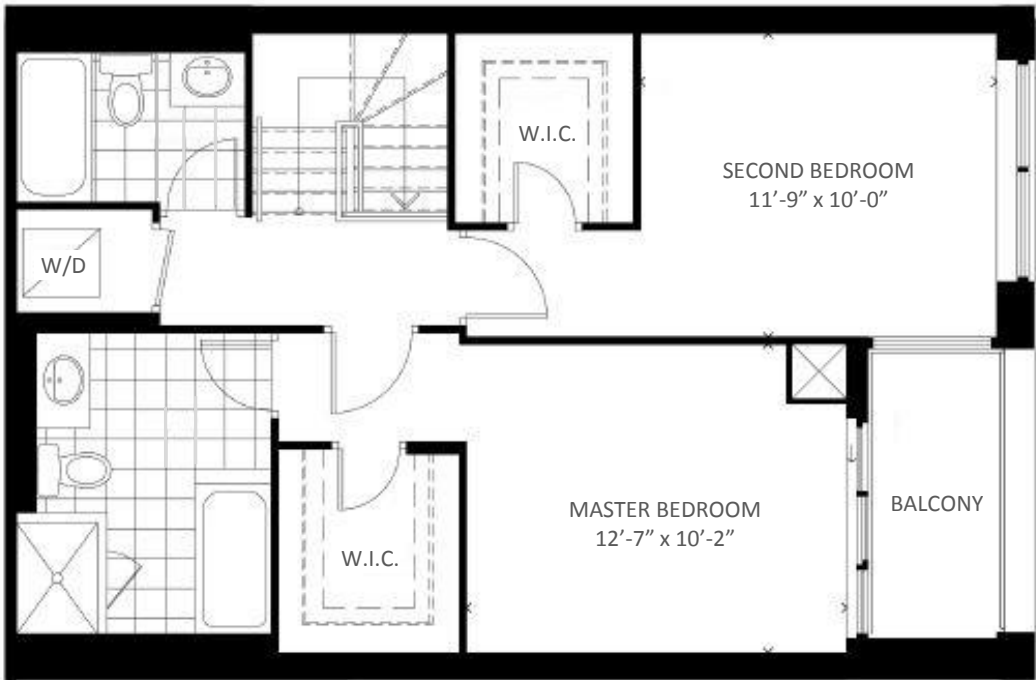 W.I.C.
SECOND BEDROOM
11’-9” x 10’-0”
W/D
MASTER BEDROOM
12’-7” x 10’-2”
BALCONY
W.I.C.